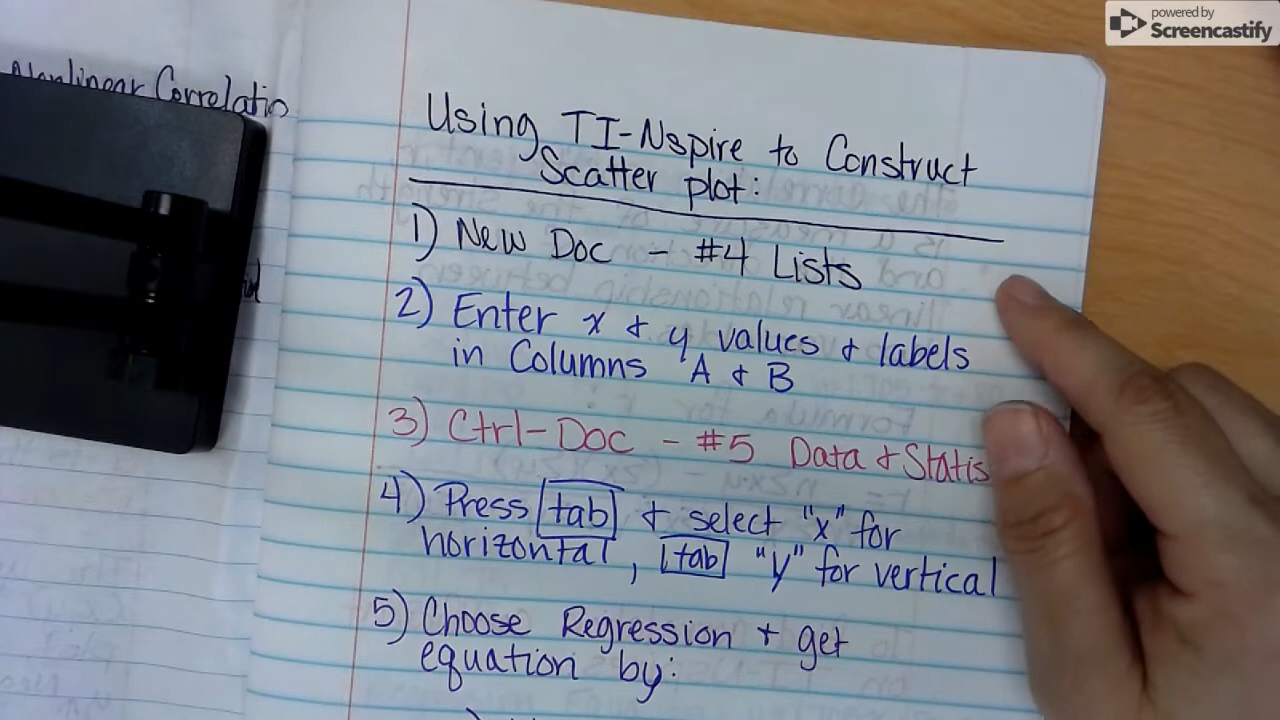 powered by
Screencastify
Nonlinear Correlatio
Using TI-Nspire to Construct
Scatter plot:
1) New Doc - #4 Lists
2) Enter x + y values + labels
in Columns A + B
3) Ctrl-Doc - #5 Data + Statis
4) Press tab + select "x" for
horizontal, tab "y" for vertical
5) Choose Regression + get
equation by: